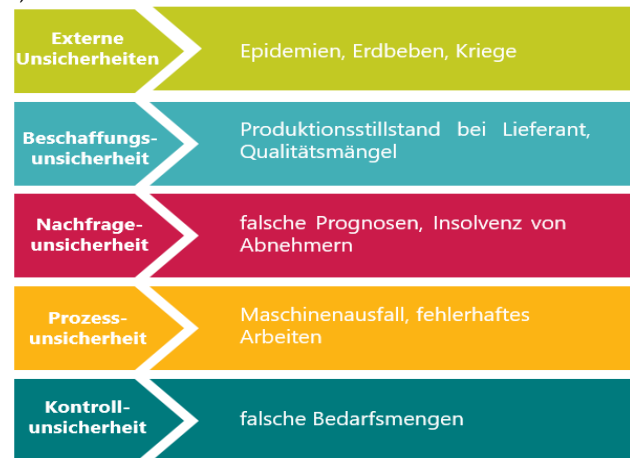 Externe
Unsicherheiten
Epidemien, Erdbeben, Kriege
Beschaffungs-
unsicherheit
Produktionsstillstand bei Lieferant,
Qualitätsmängel
Nachfrage-
unsicherheit
falsche Prognosen, Insolvenz von
Abnehmern
Prozess-
unsicherheit
Maschinenausfall, fehlerhaftes
Arbeiten
Kontroll-
unsicherheit
falsche Bedarfsmengen